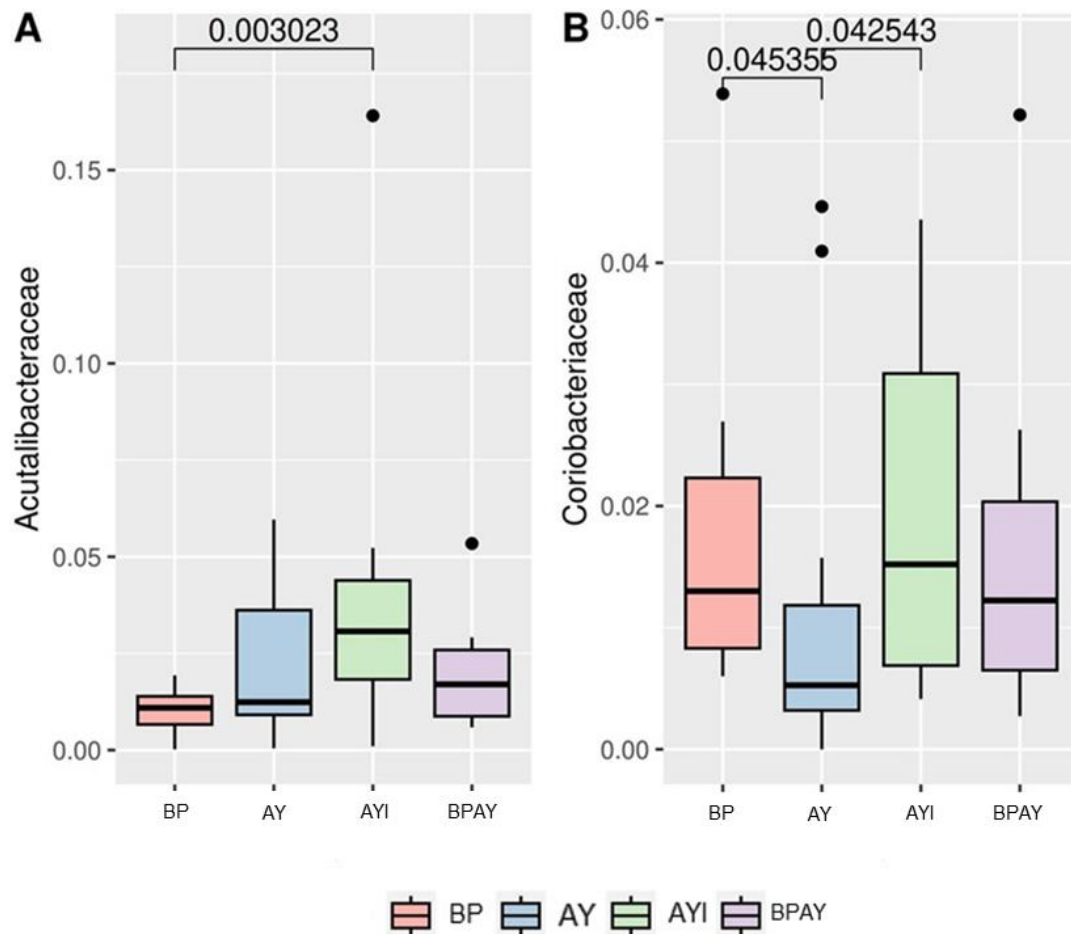 A
0.003023
Acutalibacteraceae
0.15
0.10
0.05
0.00
BP AY AYI BPAY
B
0.042543
0.045355
Coriobacteriaceae
0.06
0.04
0.02
0.00
BP AY AYI BPAY
BP AY AYI BPAY